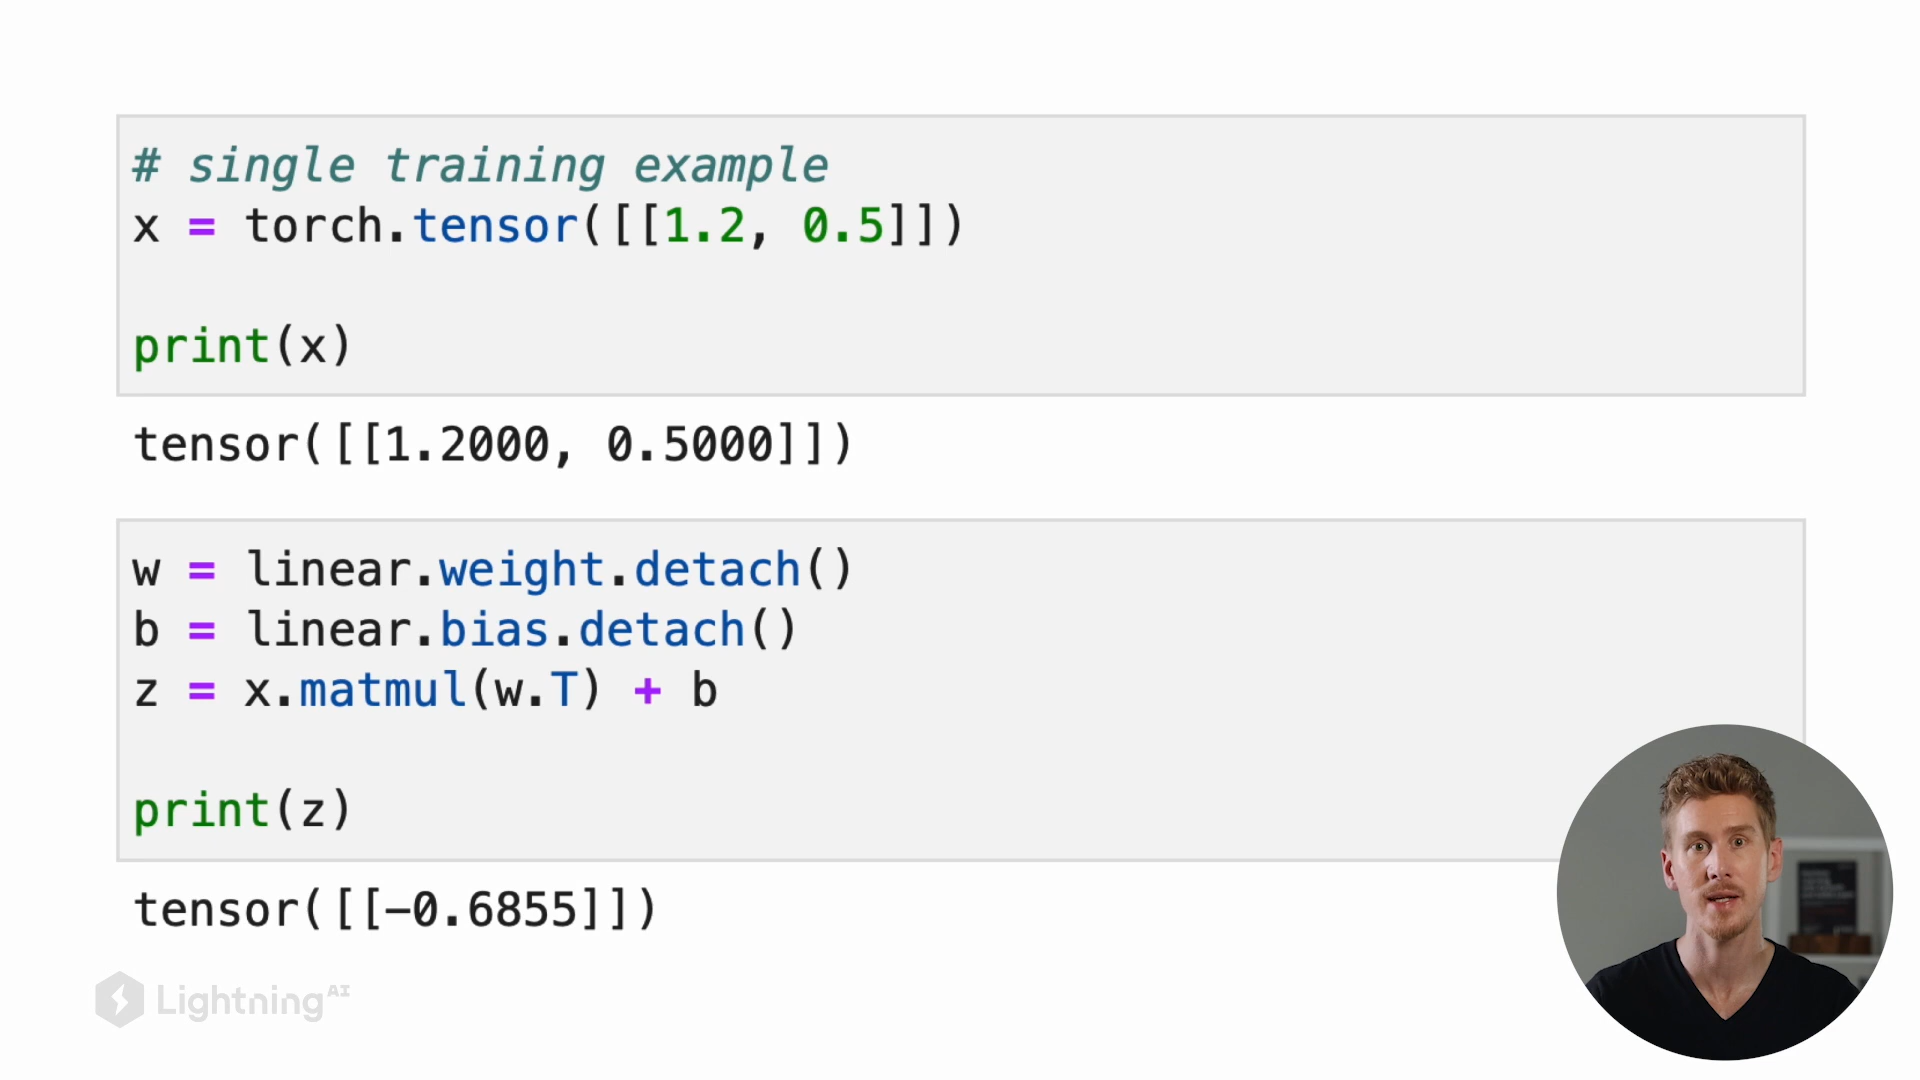 # single training example
x = torch.tensor([[1.2, 0.5]])
print(x)
tensor([[1.2000, 0.5000]])
w = linear.weight.detach()
b = linear.bias.detach()
z = x.matmul(w.T) + b
print(z)
tensor([[-0.6855]])
Lightning AI